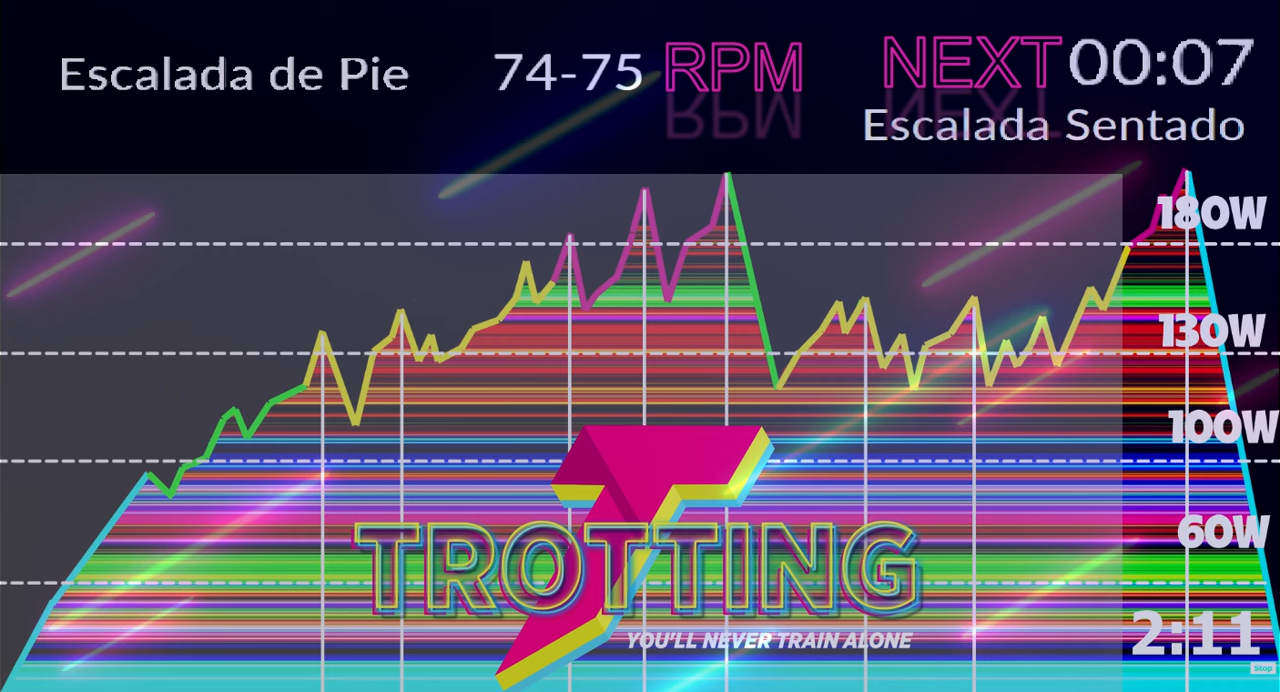 Escalada de Pie 74-75 RPM NEXT 00:07
Escalada Sentado
180W
130W
100W
60W
TROTTING
YOU'LL NEVER TRAIN ALONE
2:11
Stop